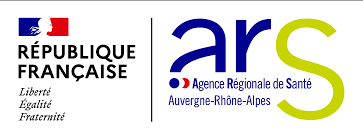 RÉPUBLIQUE
FRANÇAISE
Liberté
Égalité
Fraternité
ars
Agence Régionale de Santé
Auvergne-Rhône-Alpes